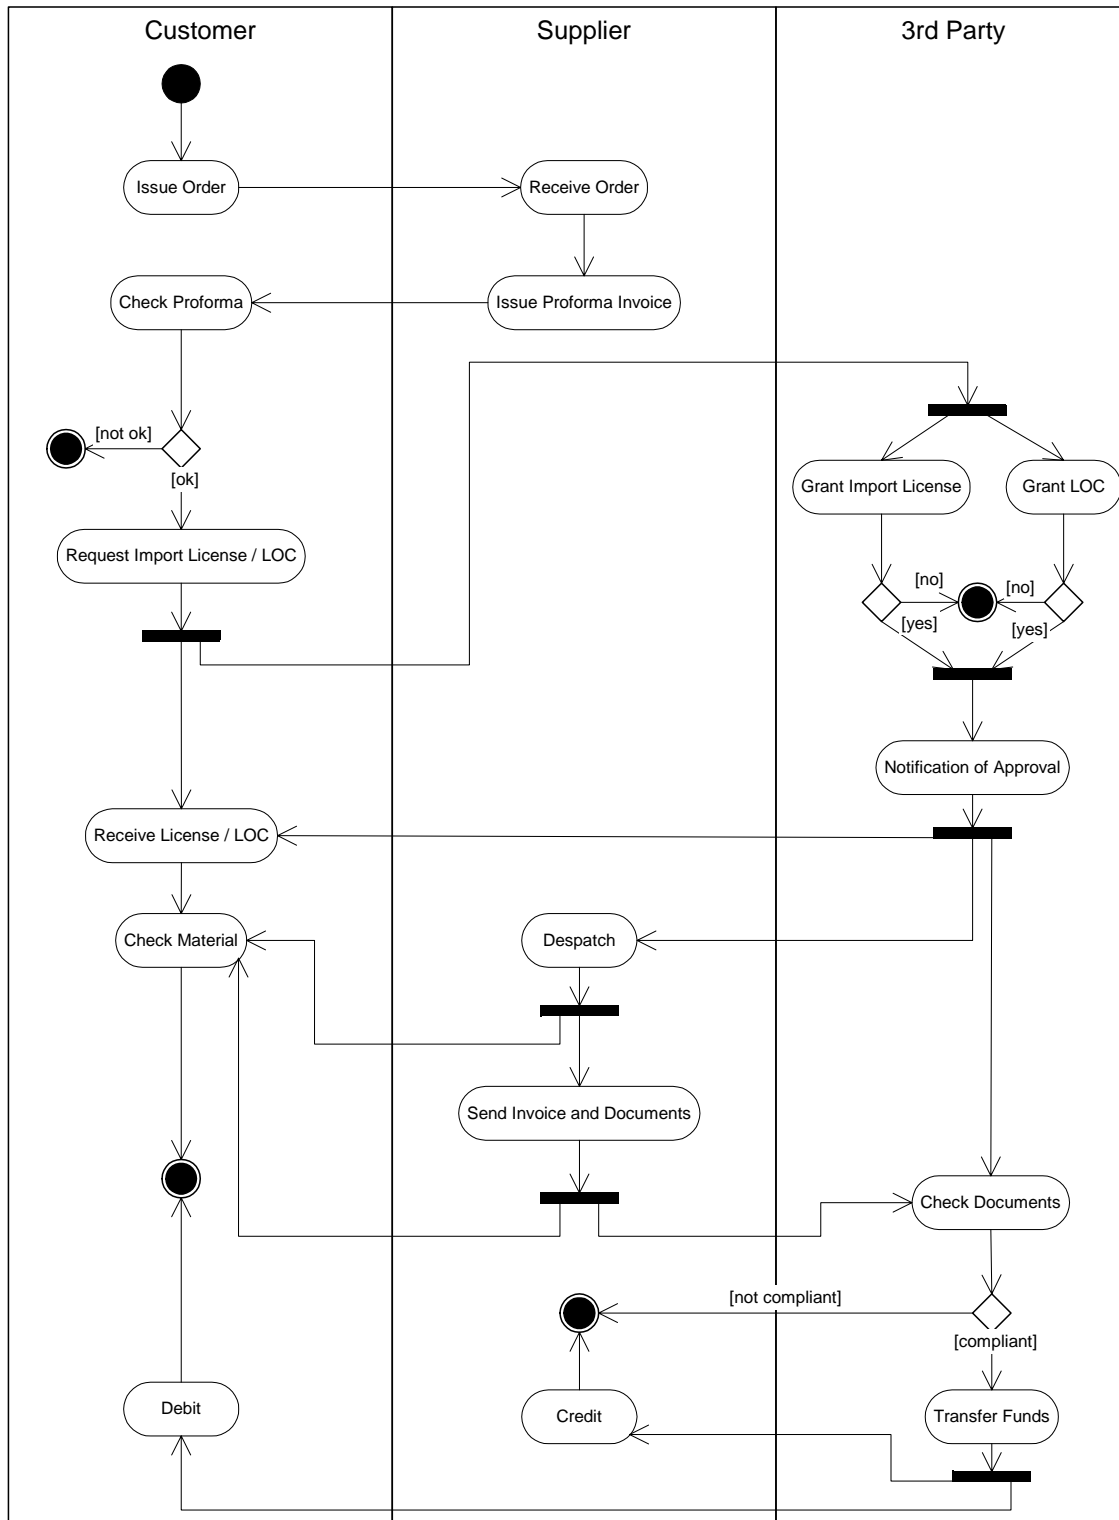 Customer
Supplier
3rd Party
Issue Order
Receive Order
Check Proforma
Issue Proforma Invoice
[not ok]
[ok]
Grant Import License
Grant LOC
Request Import License / LOC
[no]
[no]
[yes]
[yes]
Notification of Approval
Receive License / LOC
Check Material
Despatch
Send Invoice and Documents
Check Documents
[not compliant]
[compliant]
Debit
Credit
Transfer Funds